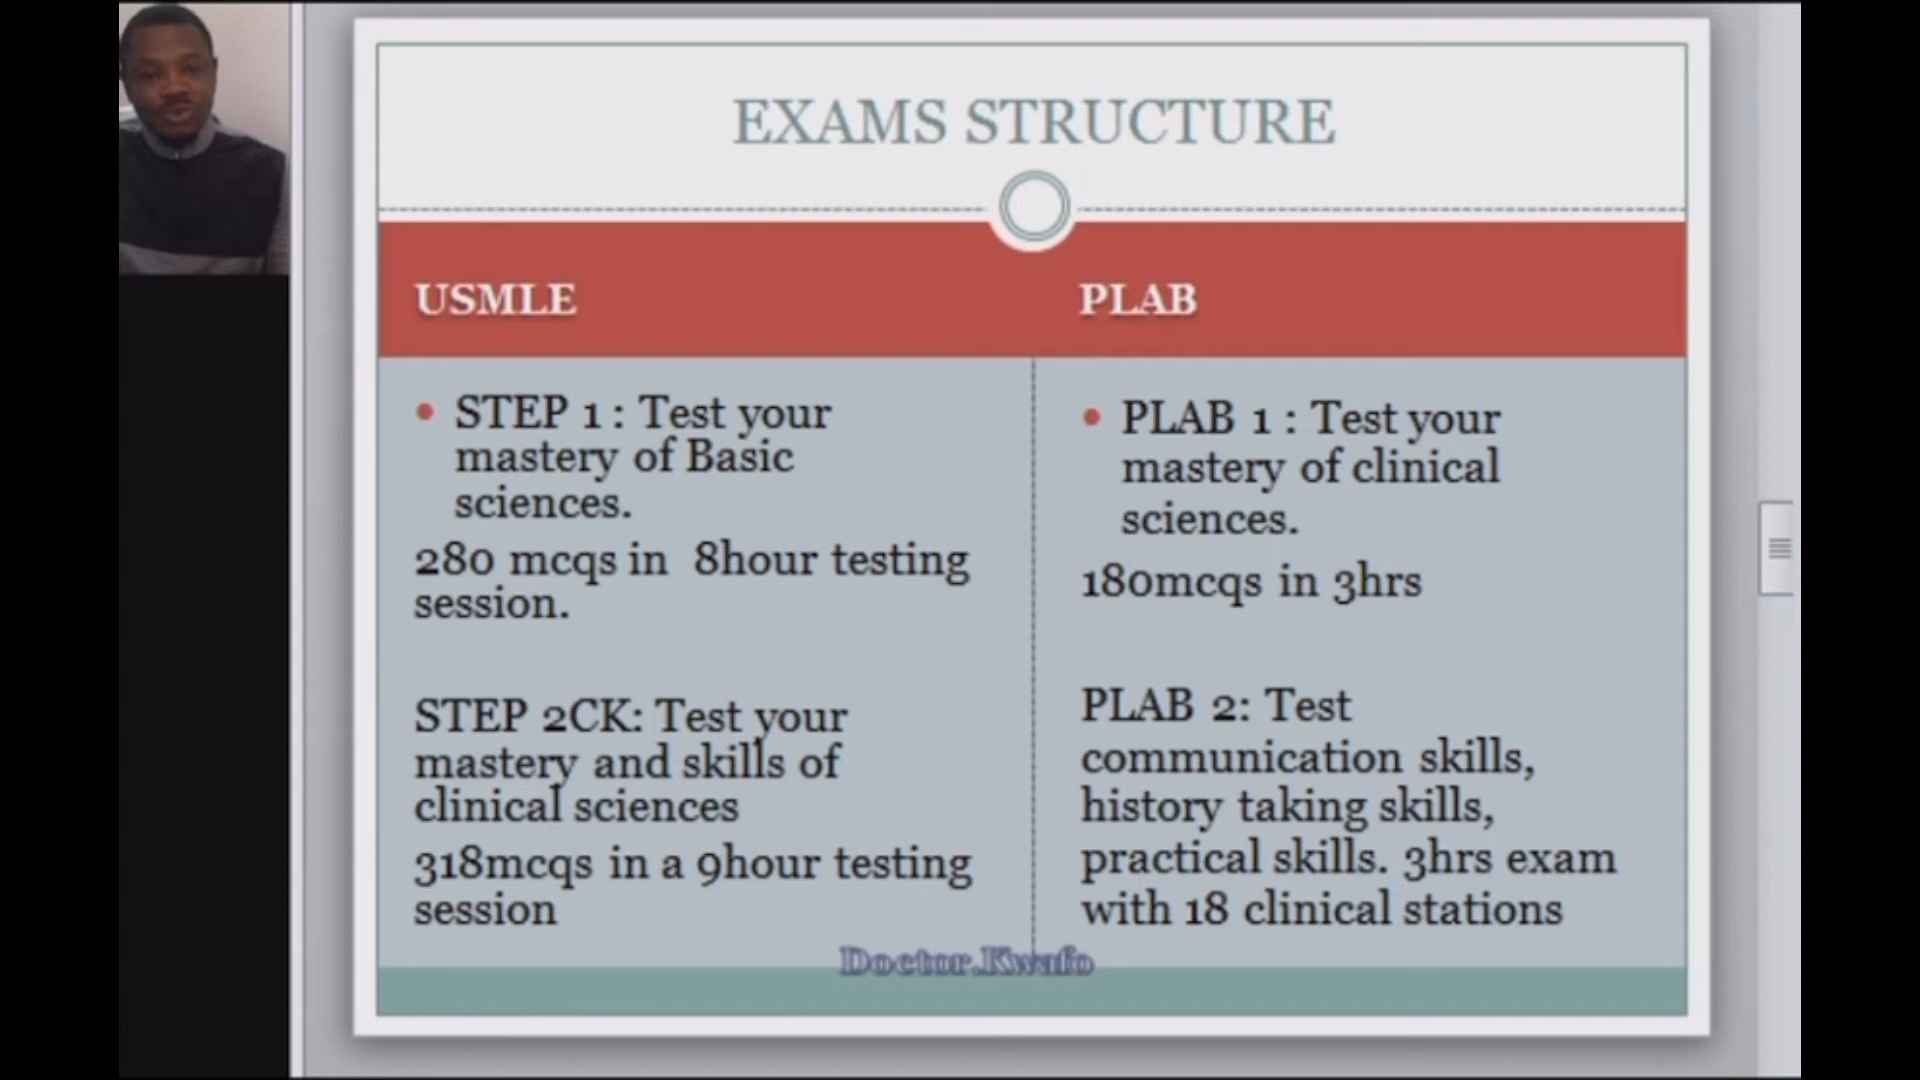 EXAMS STRUCTURE
USMLE
PLAB
• STEP 1 : Test your
mastery of Basic
sciences.
280 mcqs in 8hour testing
session.
STEP 2CK: Test your
mastery and skills of
clinical sciences
318mcqs in a 9hour testing
session
• PLAB 1 : Test your
mastery of clinical
sciences.
180mcqs in 3hrs
PLAB 2: Test
communication skills,
history taking skills,
practical skills. 3hrs exam
with 18 clinical stations
Doctor.Kwafo